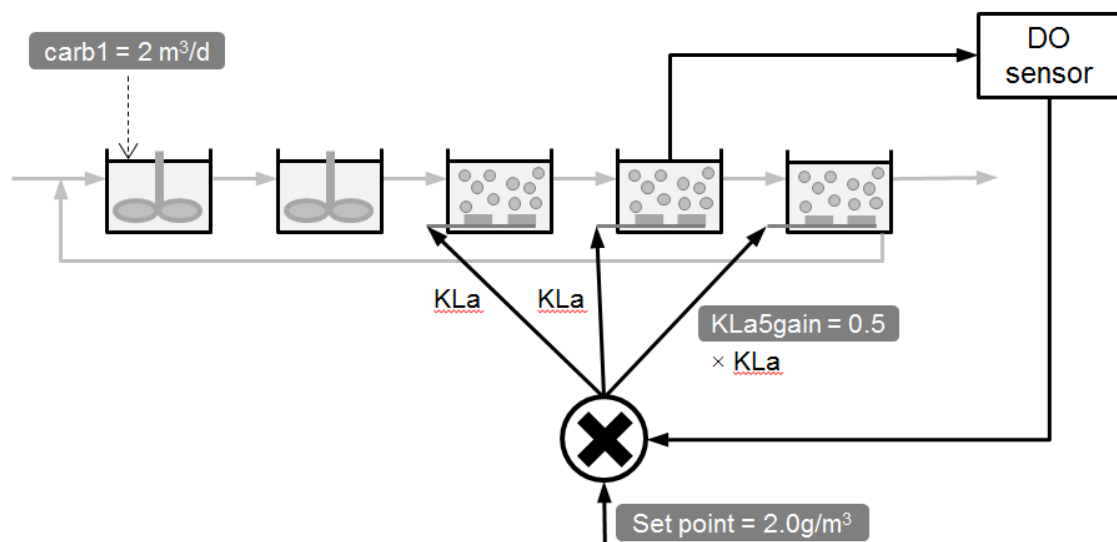 carb1 = 2 m³/d
DO
sensor
KLa
KLa
KLa5gain = 0.5
× KLa
Set point = 2.0g/m³